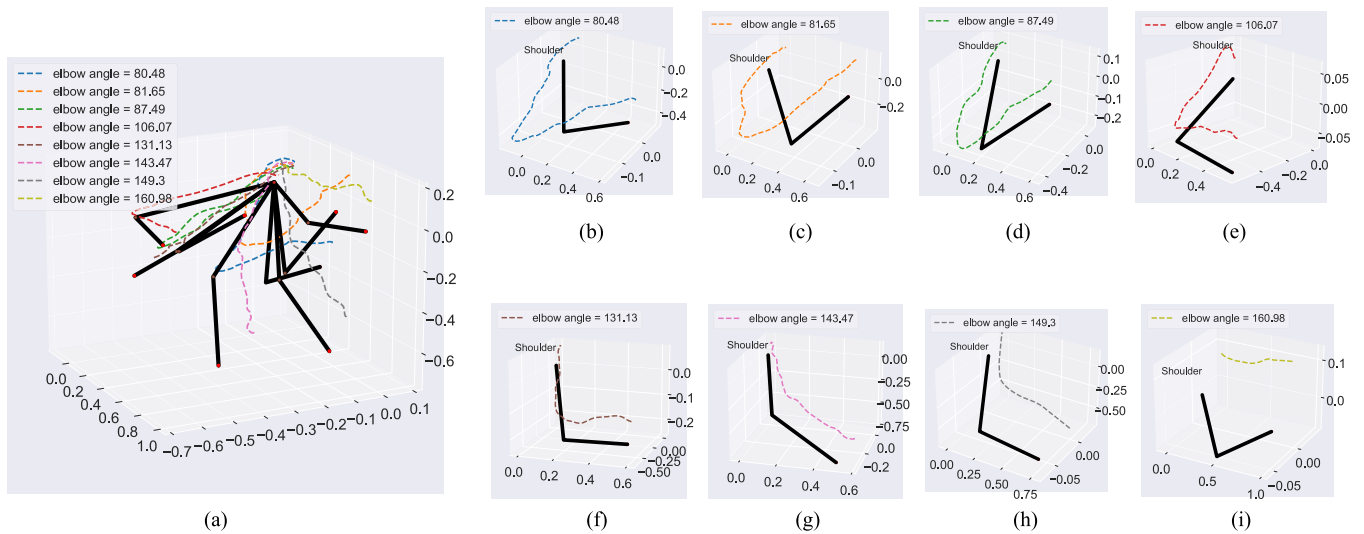 elbow angle = 80.48
elbow angle = 81.65
elbow angle = 87.49
elbow angle = 106.07
elbow angle = 131.13
elbow angle = 143.47
elbow angle = 149.3
elbow angle = 160.98
0.2
0.0
−0.2
−0.4
−0.6
0.0
0.2
0.4
0.6
0.8
1.0
−0.7
−0.6
−0.5
−0.4
−0.3
−0.2
−0.1
0.0
0.1
(a)
elbow angle = 80.48
Shoulder
0.0
−0.2
−0.4
0.0
0.0 0.2 0.4 0.6
−0.1
(b)
elbow angle = 81.65
Shoulder
0.0
−0.2
0.0
0.0 0.2 0.4 0.6
−0.1
(c)
elbow angle = 87.49
Shoulder
0.1
0.0
−0.1
−0.2
0.0
−0.2
−0.4
0.0 0.2 0.4 0.6
(d)
elbow angle = 106.07
Shoulder
0.05
0.00
−0.05
0.0
−0.2
−0.4
0.0 0.2 0.4
(e)
elbow angle = 131.13
Shoulder
0.0
−0.1
−0.2
0.00
−0.25
−0.50
0.0 0.2 0.4 0.6
(f)
elbow angle = 143.47
Shoulder
0.00
−0.25
−0.50
−0.75
0.0
−0.2
0.0 0.2 0.4 0.6
(g)
elbow angle = 149.3
Shoulder
0.00
−0.25
−0.50
0.00
−0.05
0.00 0.25 0.50 0.75
(h)
elbow angle = 160.98
Shoulder
0.1
0.0
0.00
−0.05
0.0 0.5 1.0
(i)